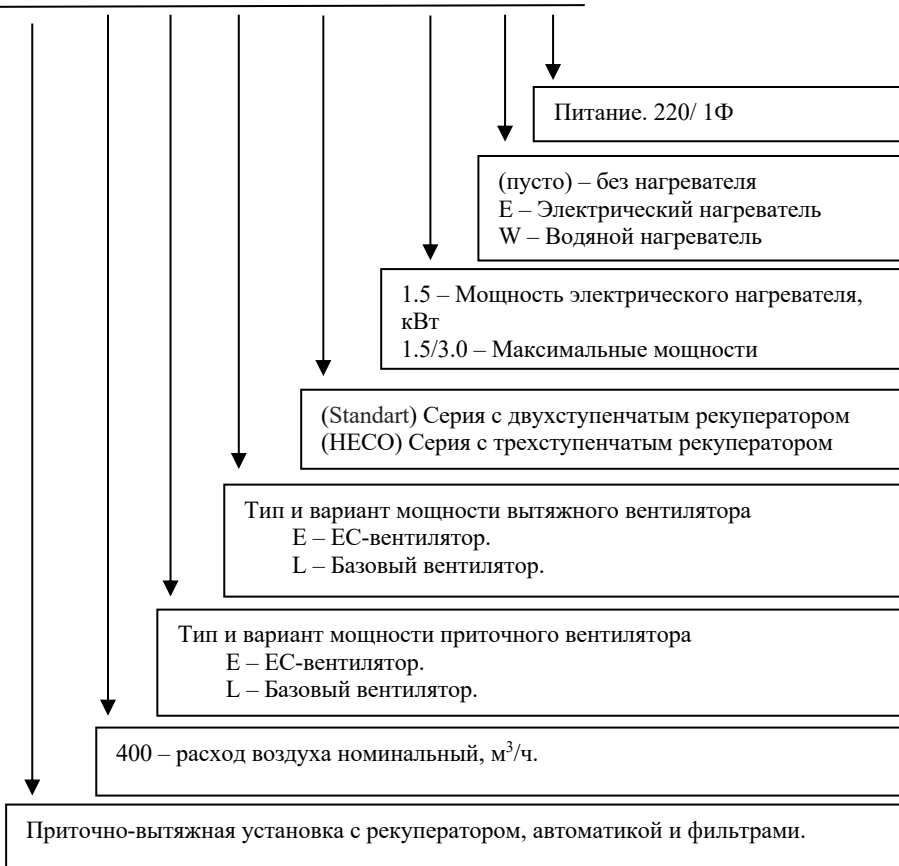 Питание. 220/ 1Ф
(пусто) – без нагревателя
E – Электрический нагреватель
W – Водяной нагреватель
1.5 – Мощность электрического нагревателя,
кВт
1.5/3.0 – Максимальные мощности
(Standart) Серия с двухступенчатым рекуператором
(HECO) Серия с трехступенчатым рекуператором
Тип и вариант мощности вытяжного вентилятора
E – ЕС-вентилятор.
L – Базовый вентилятор.
Тип и вариант мощности приточного вентилятора
E – ЕС-вентилятор.
L – Базовый вентилятор.
400 – расход воздуха номинальный, м³/ч.
Приточно-вытяжная установка с рекуператором, автоматикой и фильтрами.